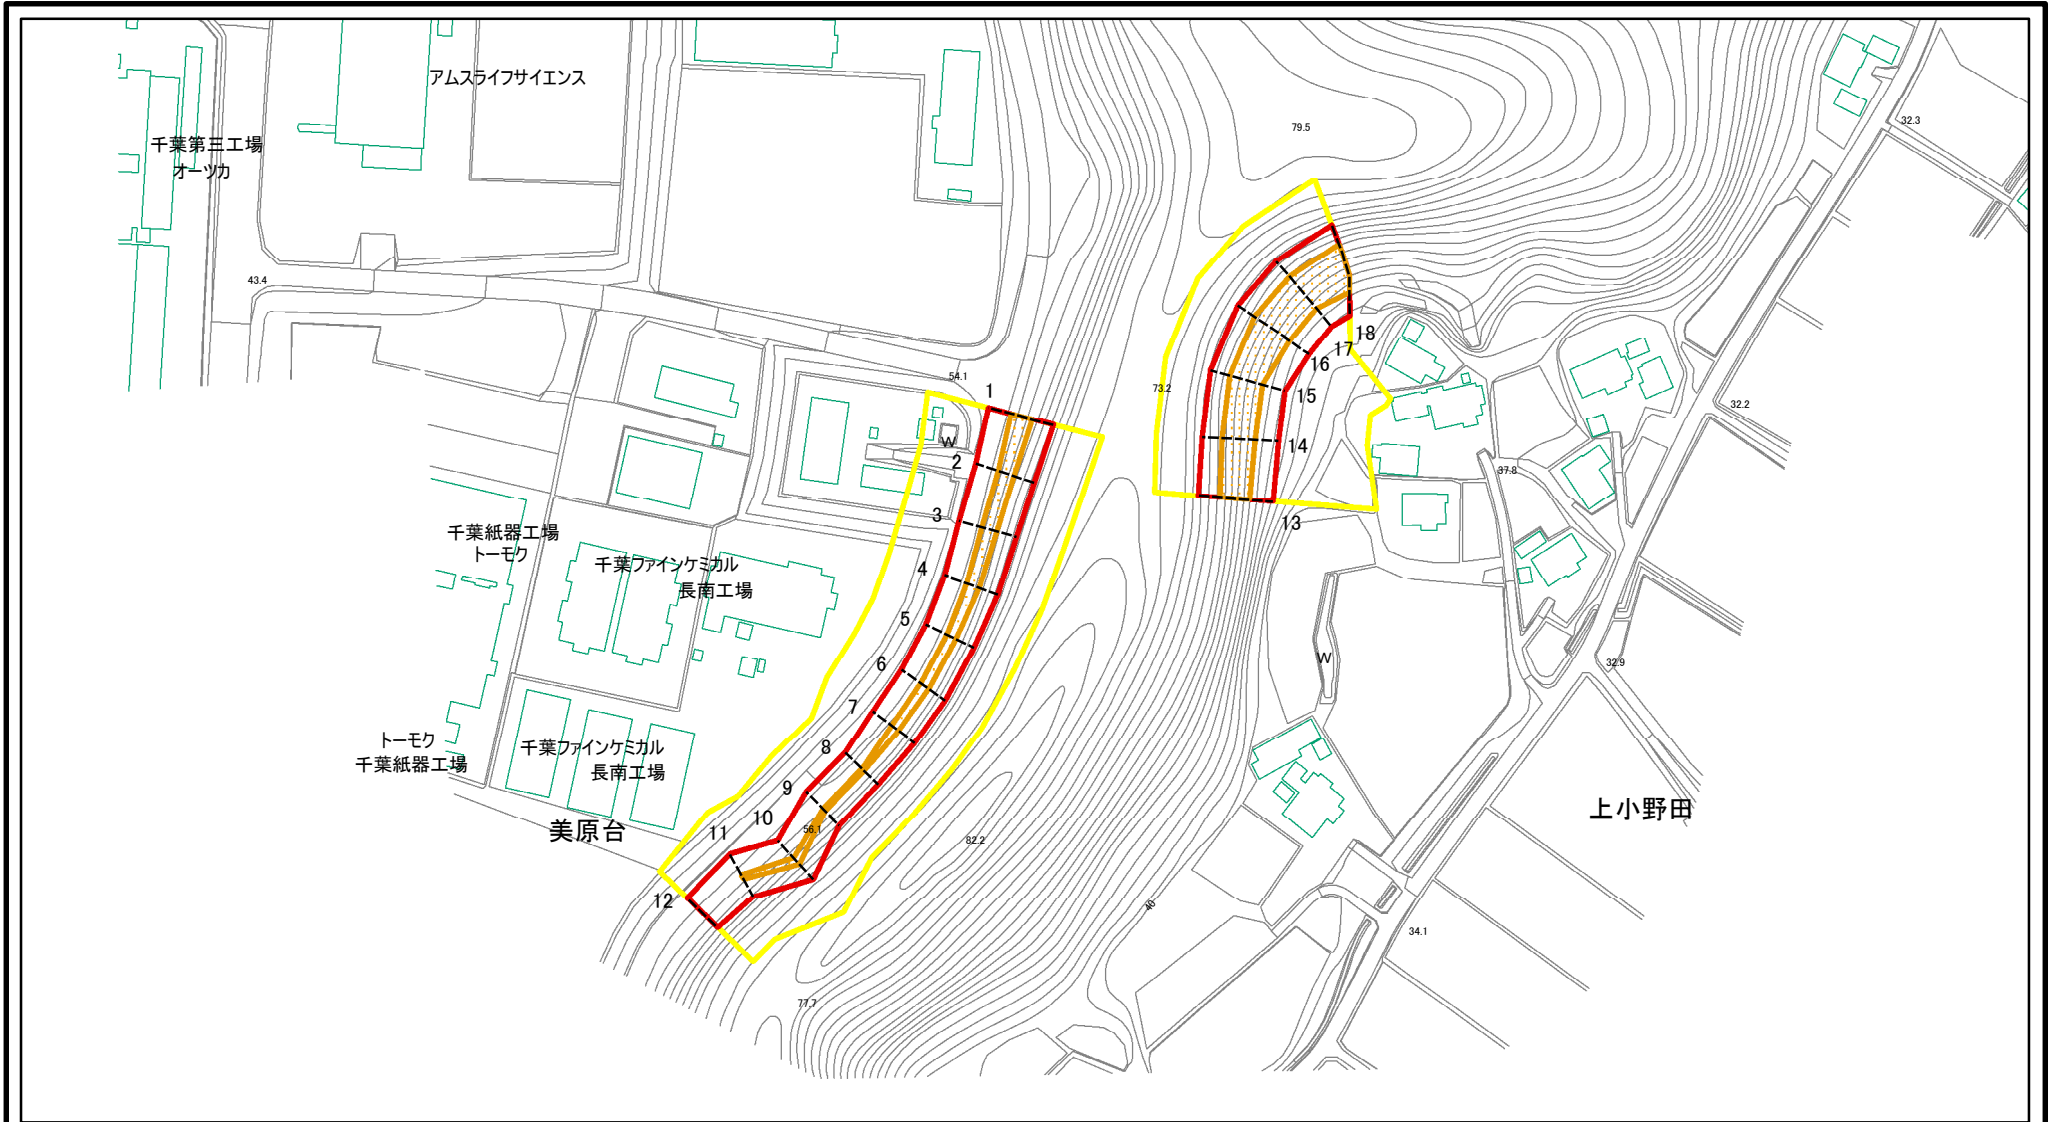 アムスライフサイエンス
79.5
32.3
千葉第三工場
オーツカ
43.4
18
17
16
54.1
1
73.2
15
32.2
W
14
2
37.8
3
13
千葉紙器工場
トーモク
千葉ファインケミカル
長南工場
4
5
6
W
32.9
7
トーモク
千葉紙器工場
千葉ファインケミカル
長南工場
8
9
10
56.1
11
美原台
82.2
上小野田
12
40
34.1
77.7